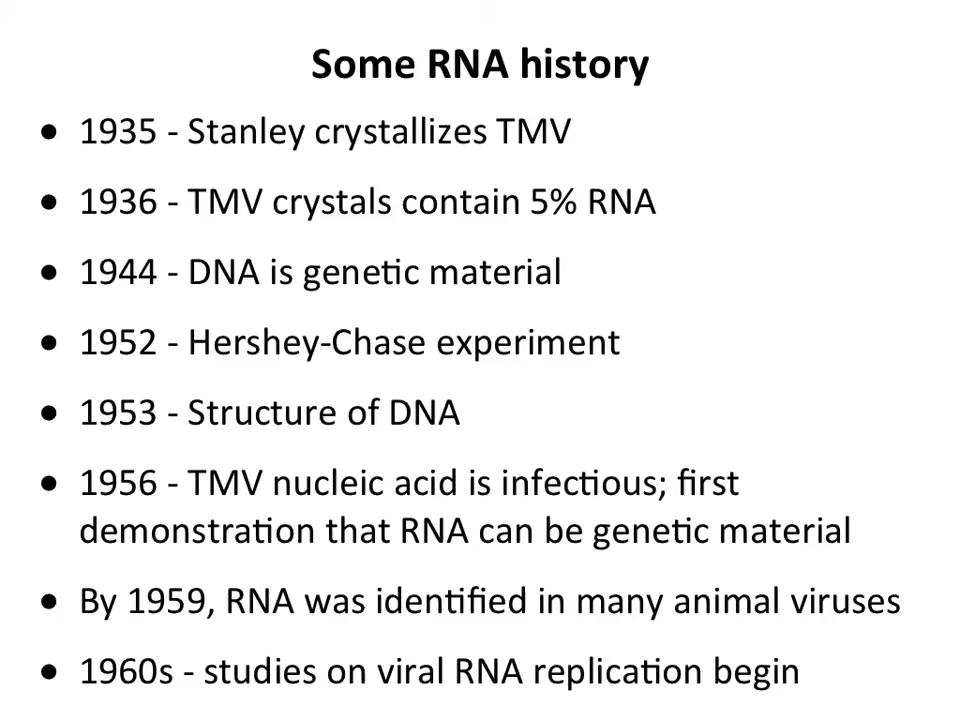 Some RNA history
• 1935 - Stanley crystallizes TMV
• 1936 - TMV crystals contain 5% RNA
• 1944 - DNA is genetic material
• 1952 - Hershey-Chase experiment
• 1953 - Structure of DNA
• 1956 - TMV nucleic acid is infectious; first
demonstration that RNA can be genetic material
• By 1959, RNA was identified in many animal viruses
• 1960s - studies on viral RNA replication begin